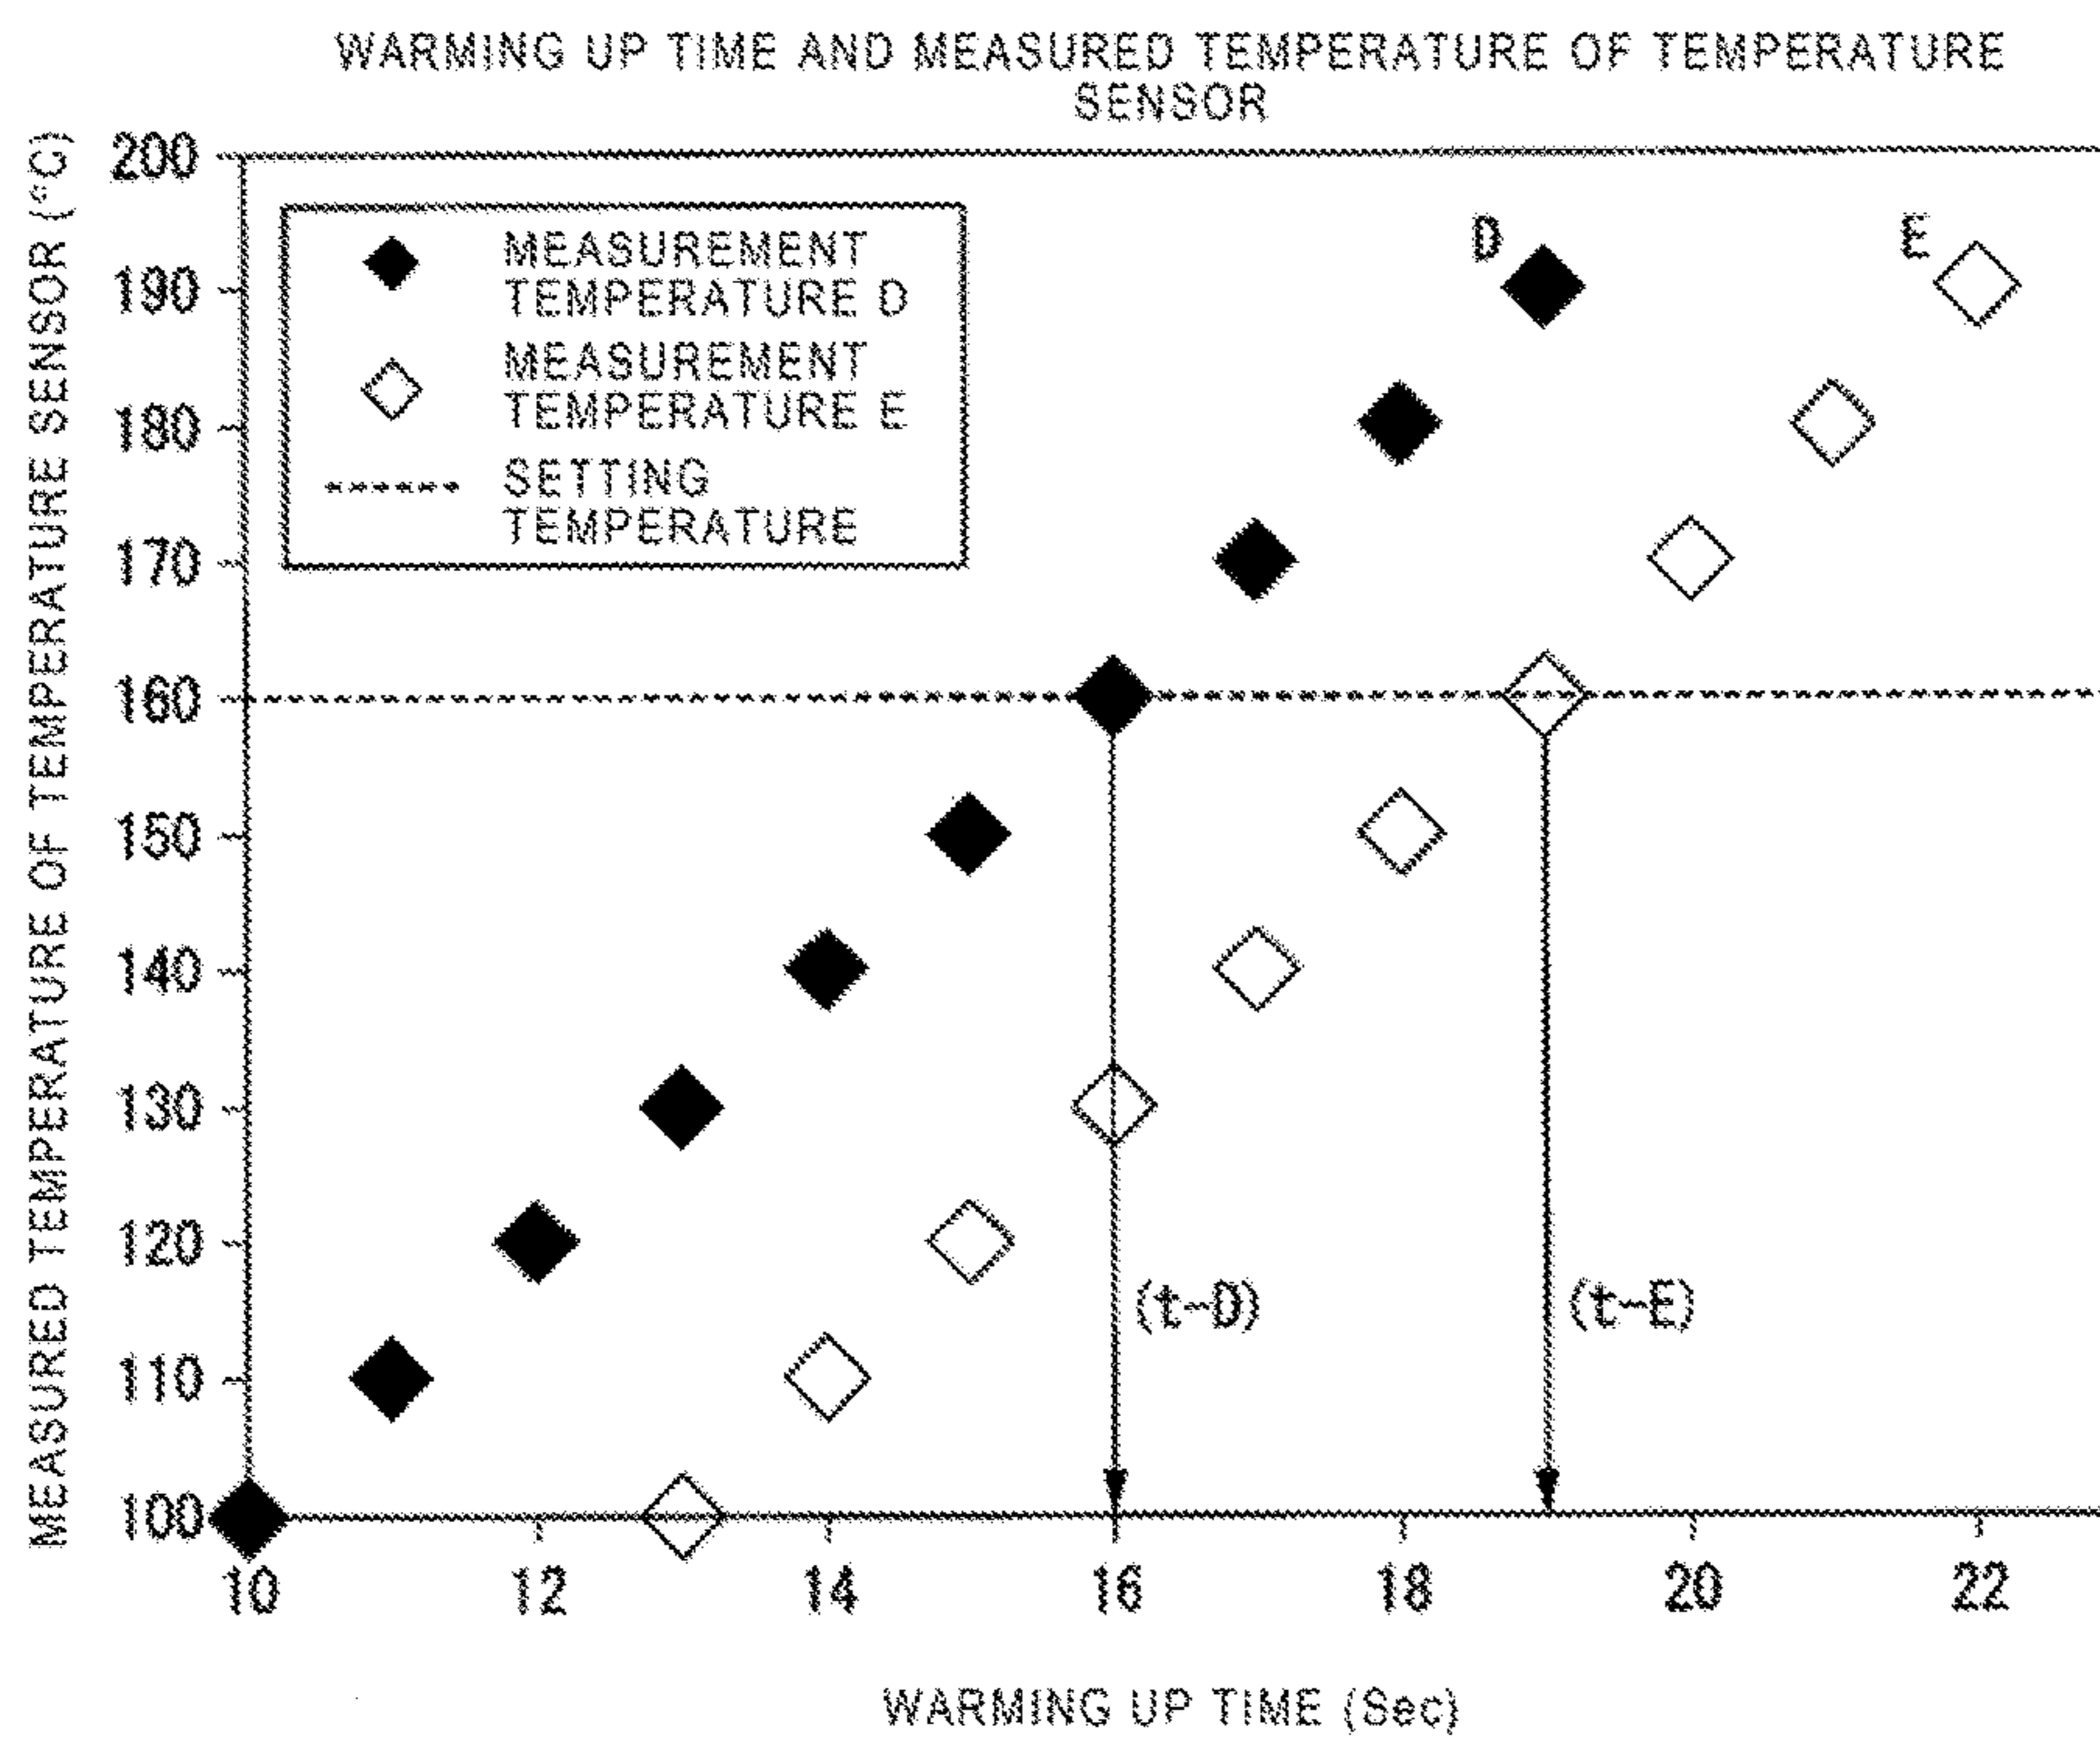 WARMING UP TIME AND MEASURED TEMPERATURE OF TEMPERATURE
SENSOR
MEASURED TEMPERATURE OF TEMPERATURE SENSOR (°C)
200
190
180
170
160
150
140
130
120
110
100
MEASUREMENT
TEMPERATURE D
MEASUREMENT
TEMPERATURE E
SETTING
TEMPERATURE
D
E
(t-D)
(t-E)
10
12
14
16
18
20
22
WARMING UP TIME (Sec)